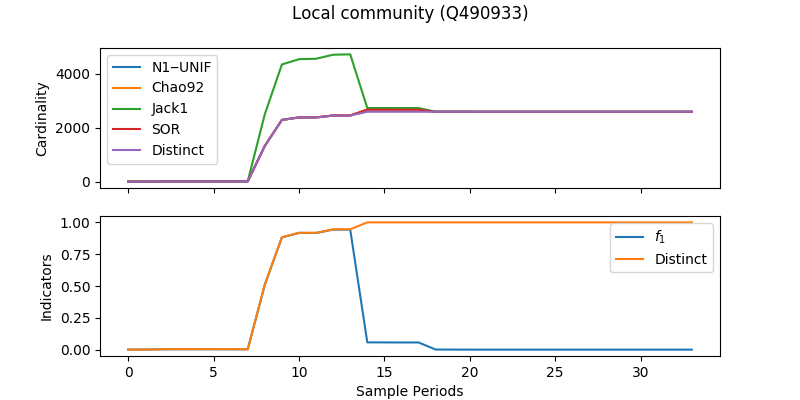 Local community (Q490933)
Cardinality
4000
2000
0
N1−UNIF
Chao92
Jack1
SOR
Distinct
Indicators
1.00
0.75
0.50
0.25
0.00
f1
Distinct
0 5 10 15 20 25 30
Sample Periods